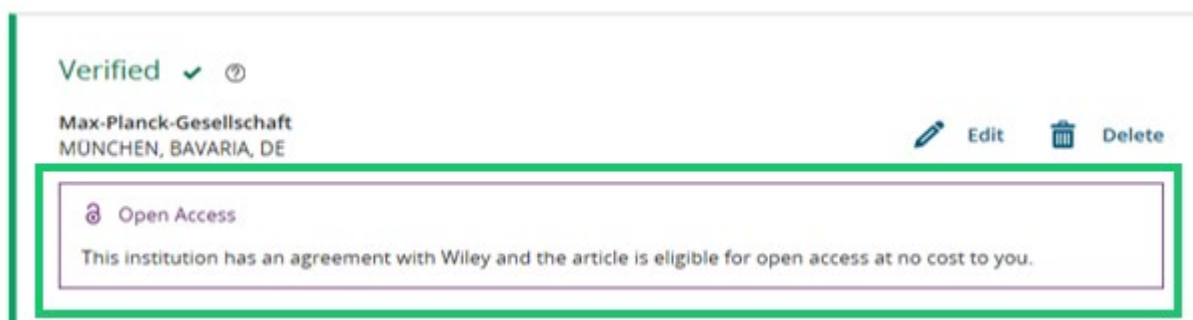 Verified
Max-Planck-Gesellschaft
MÜNCHEN, BAVARIA, DE
Edit
Delete
Open Access
This institution has an agreement with Wiley and the article is eligible for open access at no cost to you.